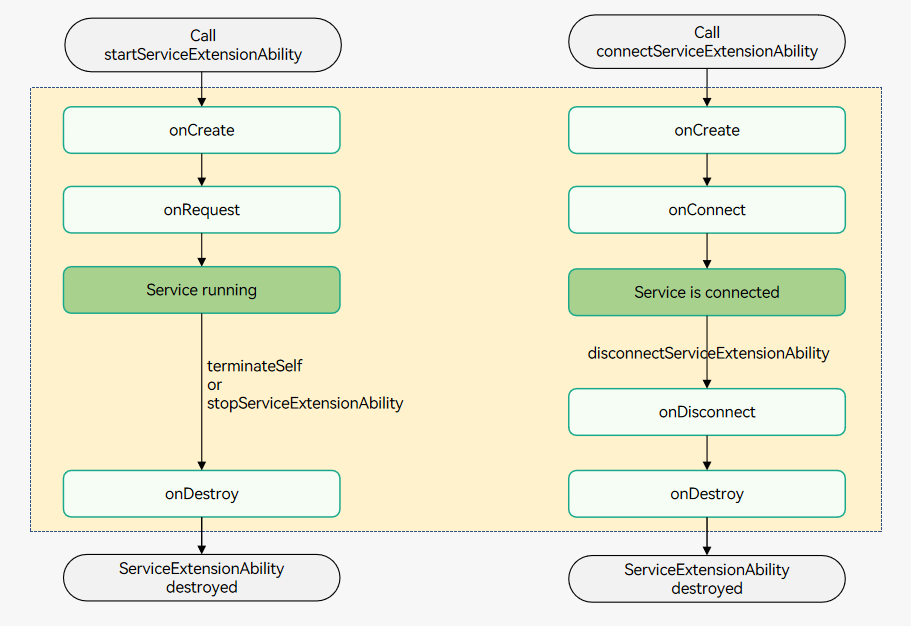 Call
startServiceExtensionAbility
onCreate
onRequest
Service running
terminateSelf
or
stopServiceExtensionAbility
onDestroy
ServiceExtensionAbility
destroyed
Call
connectServiceExtensionAbility
onCreate
onConnect
Service is connected
disconnectServiceExtensionAbility
onDisconnect
onDestroy
ServiceExtensionAbility
destroyed